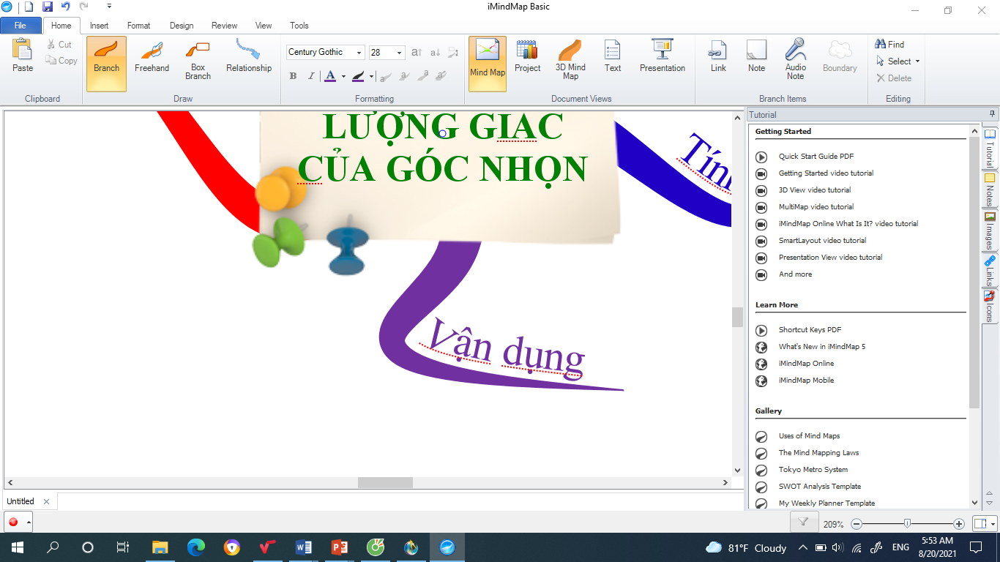 iMindMap Basic
File Home Insert Format Design Review View Tools
Paste
Cut
Copy
Clipboard
Branch
Freehand
Box Branch
Relationship
Draw
Century Gothic 28
B I A
Formatting
Mind Map
Project
3D Mind Map
Text
Presentation
Document Views
Link
Note
Audio Note
Boundary
Branch Items
Find
Select
Delete
Editing
LƯỢNG GIAC
CỦA GÓC NHỌN
Vận dụng
Untitled
Tutorial
Getting Started
Quick Start Guide PDF
Getting Started video tutorial
3D View video tutorial
MultiMap video tutorial
iMindMap Online What Is It? video tutorial
SmartLayout video tutorial
Presentation View video tutorial
And more
Learn More
Shortcut Keys PDF
What's New in iMindMap 5
iMindMap Online
iMindMap Mobile
Gallery
Uses of Mind Maps
The Mind Mapping Laws
Tokyo Metro System
SWOT Analysis Template
My Weekly Planner Template
Tutorial
Notes
Images
Links
Icons
209%
81°F Cloudy
ENG
5:53 AM
8/20/2021